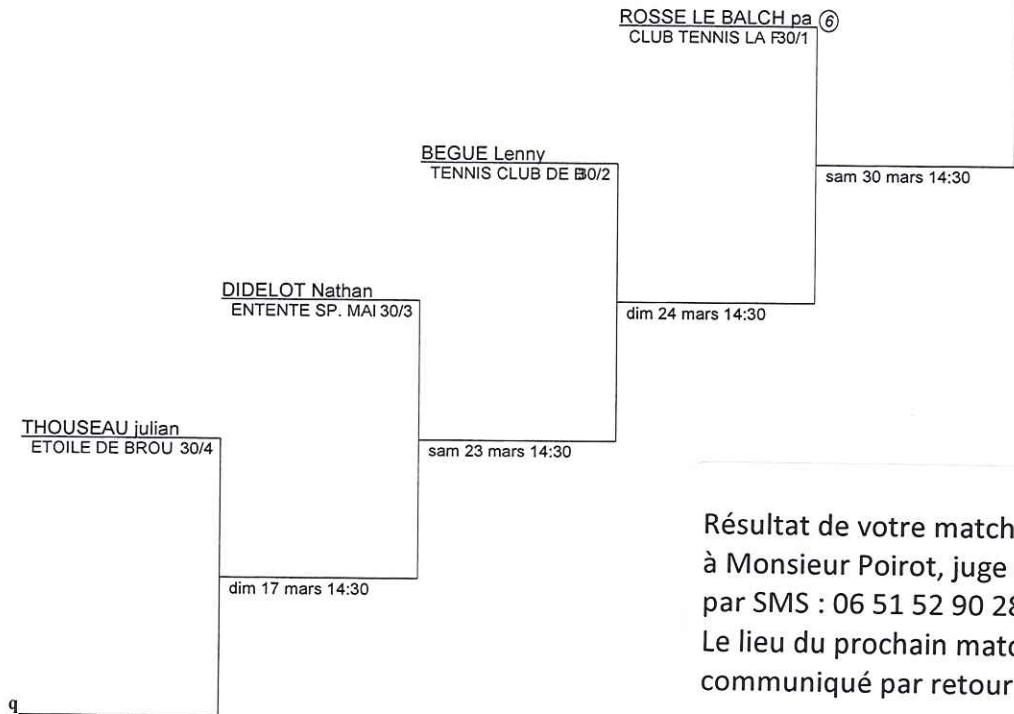 ROSSE LE BALCH pa 6
CLUB TENNIS LA F30/1
BEGUE Lenny
TENNIS CLUB DE B30/2
sam 30 mars 14:30
DIDELOT Nathan
ENTENTE SP. MAI 30/3
dim 24 mars 14:30
THOUSEAU julian
ETOILE DE BROU 30/4
sam 23 mars 14:30
dim 17 mars 14:30
q
Résultat de votre match
à Monsieur Poirot, juge
par SMS : 06 51 52 90 28
Le lieu du prochain matc
communiqué par retour